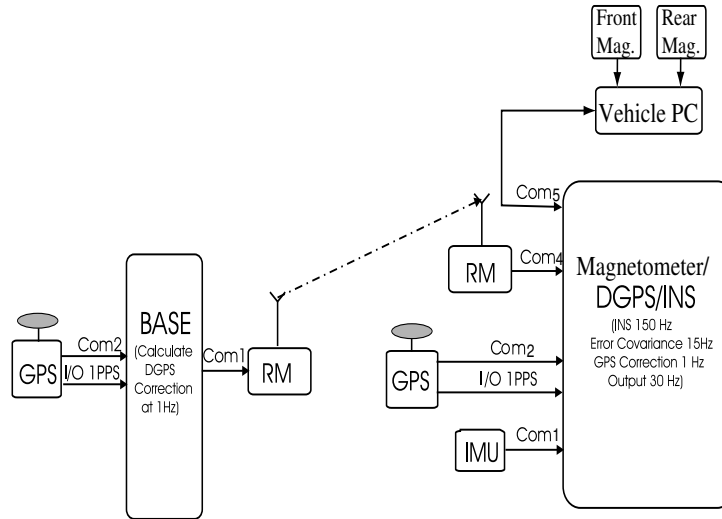 Front
Mag.
Rear
Mag.
Vehicle PC
Com5
Com4
RM
Magnetometer/
DGPS/INS
(INS 150 Hz
Error Covariance 15Hz
GPS Correction 1 Hz
Output 30 Hz)
BASE
(Calculate
DGPS
Correction
at 1Hz)
Com2
I/O 1PPS
GPS
Com1
RM
Com2
I/O 1PPS
GPS
Com1
IMU